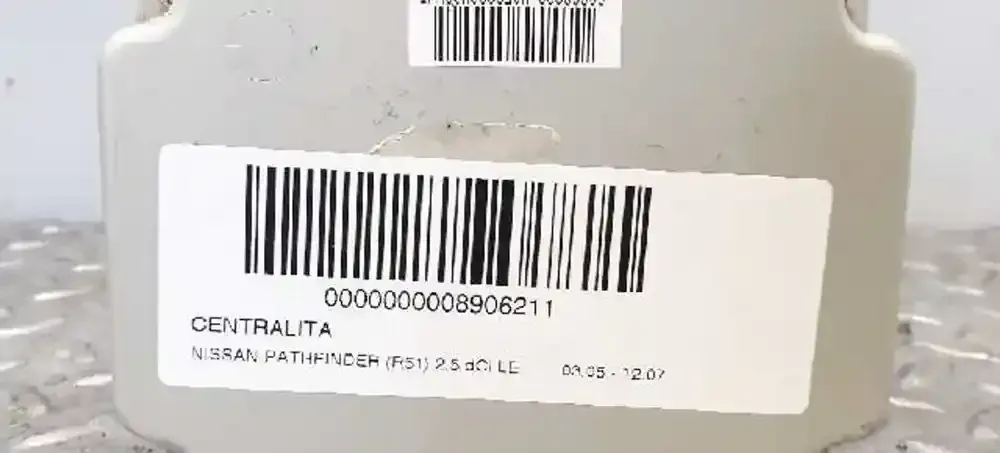 0000000008906211
CENTRALITA
NISSAN PATHFINDER (R51) 2.5 dCi LE 03.05 - 12.07